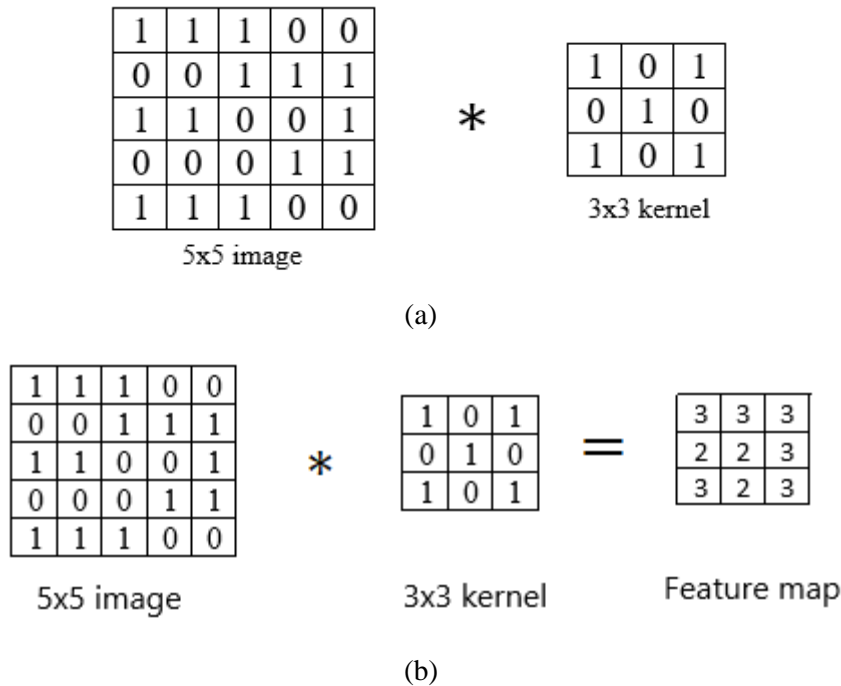 1 1 1 0 0
0 0 1 1 1
1 1 0 0 1
0 0 0 1 1
1 1 1 0 0
5x5 image
*
1 0 1
0 1 0
1 0 1
3x3 kernel
(a)
1 1 1 0 0
0 0 1 1 1
1 1 0 0 1
0 0 0 1 1
1 1 1 0 0
5x5 image
*
1 0 1
0 1 0
1 0 1
3x3 kernel
=
3 3 3
2 2 3
3 2 3
Feature map
(b)